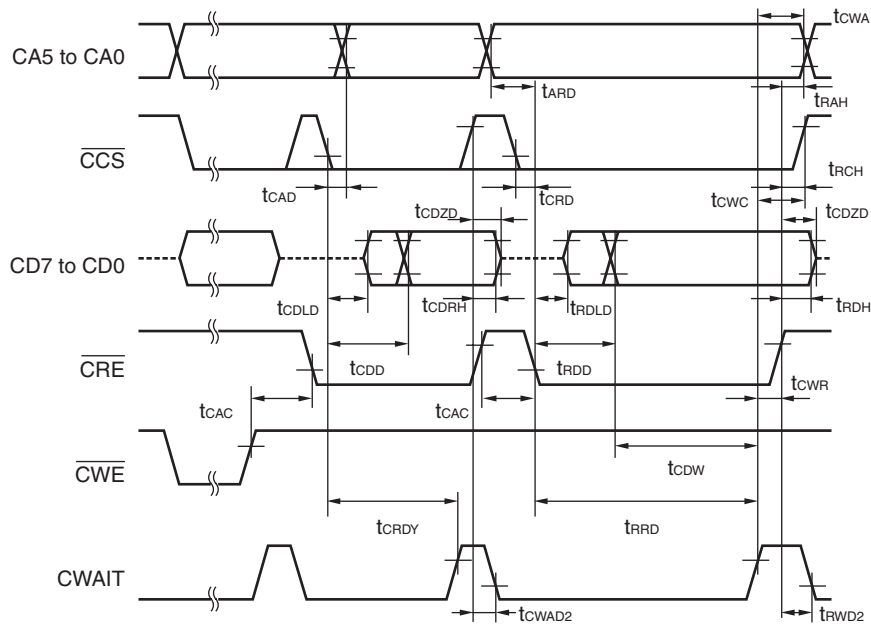 tCWA
CA5 to CA0
tARD
tRAH
CCS
tRCH
tCAD
tCRD
tCWC
tCDZD
tCDZD
CD7 to CD0
tCDLD
tCDRH
tRDLD
tRDH
CRE
tCDD
tRDD
tCWR
tCAC
tCAC
CWE
tCDW
tCRDY
tRRD
CWAIT
tCWAD2
tRWD2